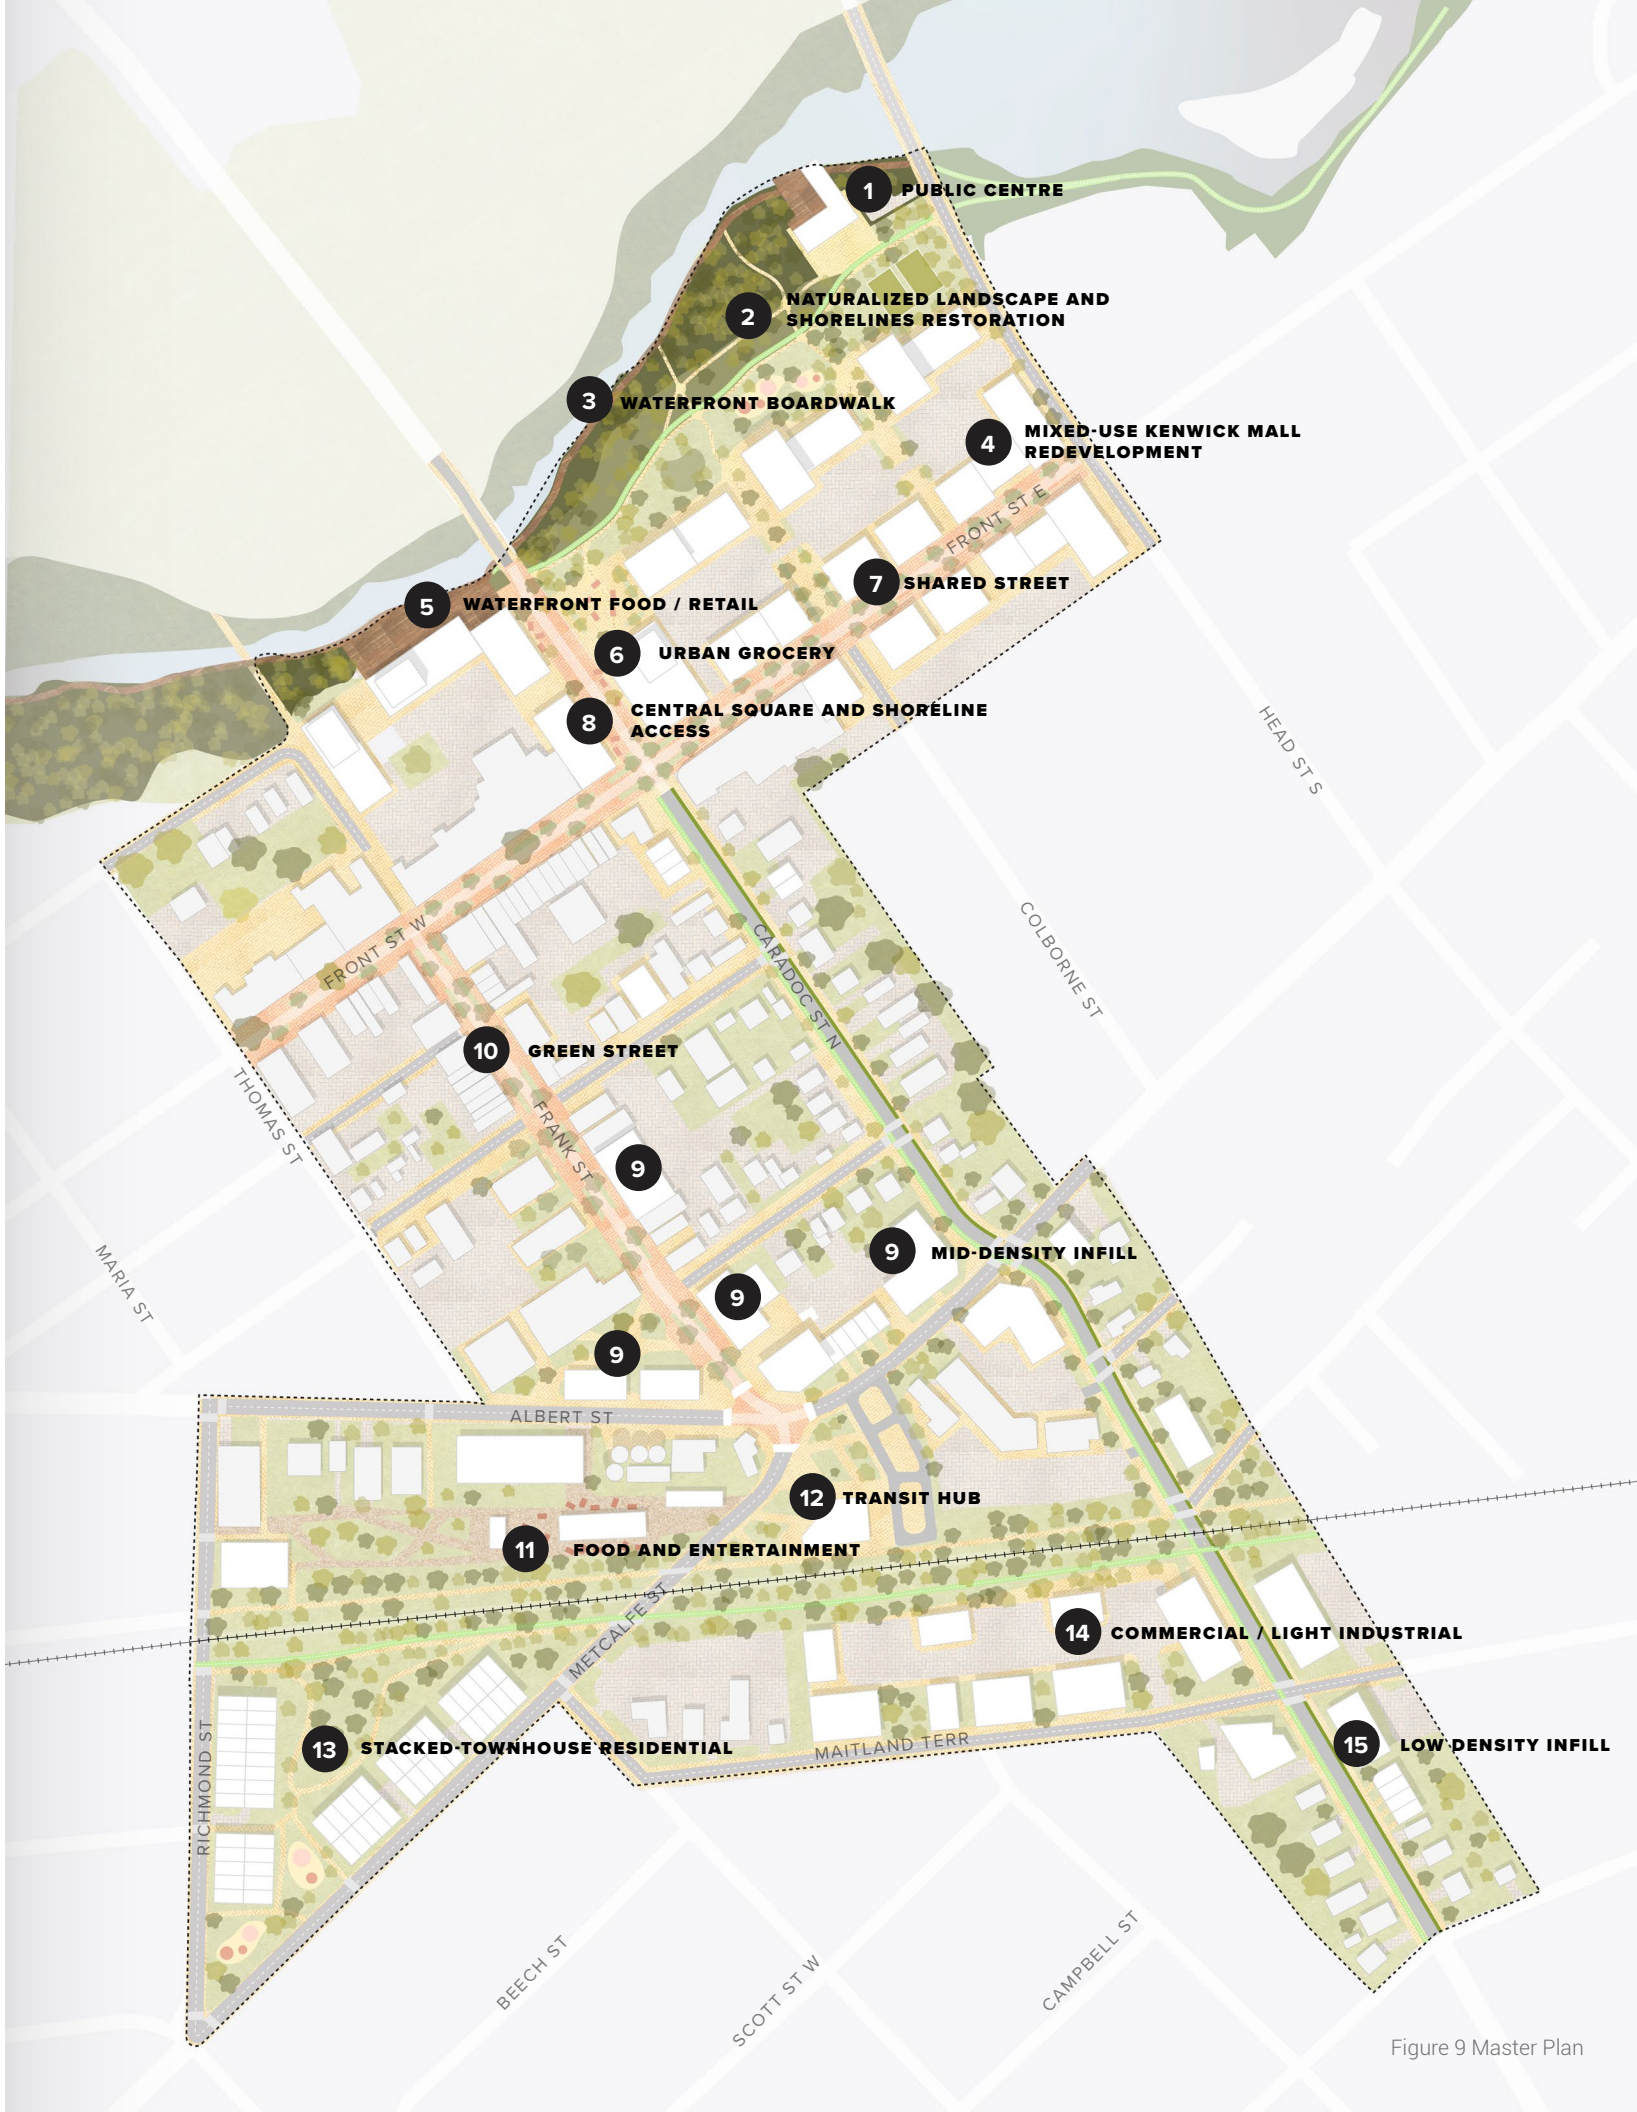 1 PUBLIC CENTRE
2 NATURALIZED LANDSCAPE AND
SHORELINES RESTORATION
3 WATERFRONT BOARDWALK
4 MIXED-USE KENWICK MALL
REDEVELOPMENT
FRONT ST E
7 SHARED STREET
5 WATERFRONT FOOD / RETAIL
6 URBAN GROCERY
8 CENTRAL SQUARE AND SHORELINE
ACCESS
HEAD ST S
COLBORNE ST
CARADOC ST N
FRONT ST W
10 GREEN STREET
THOMAS ST
FRANK ST
9
MARIA ST
9 MID-DENSITY INFILL
9
9
ALBERT ST
12 TRANSIT HUB
11 FOOD AND ENTERTAINMENT
METCALFE ST
14 COMMERCIAL / LIGHT INDUSTRIAL
13 STACKED-TOWNHOUSE RESIDENTIAL
MAITLAND TERR
15 LOW DENSITY INFILL
RICHMOND ST
BEECH ST
SCOTT ST W
CAMPBELL ST
Figure 9 Master Plan